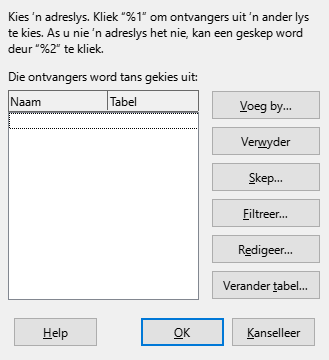 Kies ‘n adreslys. Kliek “%1” om ontvangers uit ‘n ander lys
te kies. As u nie ‘n adreslys het nie, kan een geskep word
deur “%2” te kliek.
Die ontvangers word tans gekies uit:
Naam Tabel
Voeg by...
Verwyder
Skep...
Filtreer...
Redigeer...
Verander tabel...
Help OK Kanselleer